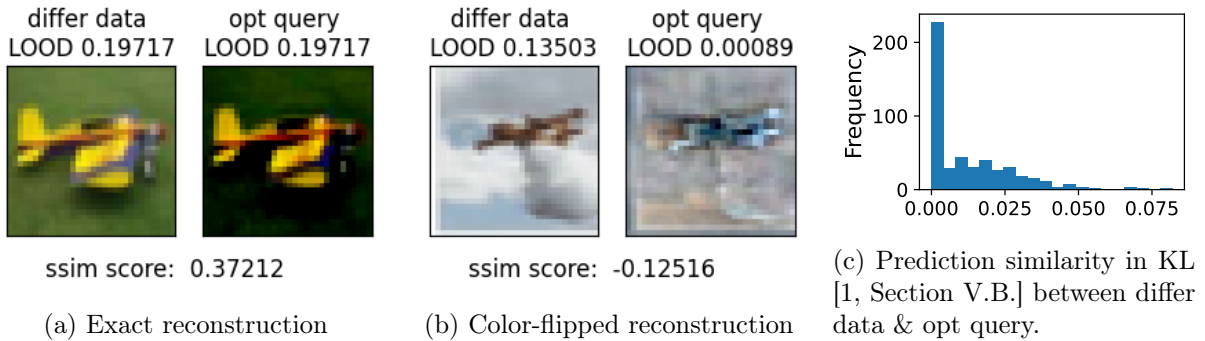 differ data
LOOD 0.19717
opt query
LOOD 0.19717
ssim score: 0.37212
(a) Exact reconstruction
differ data
LOOD 0.13503
opt query
LOOD 0.00089
ssim score: -0.12516
(b) Color-flipped reconstruction
Frequency
200
100
0
0.000 0.025 0.050 0.075
(c) Prediction similarity in KL
[1, Section V.B.] between differ
data & opt query.